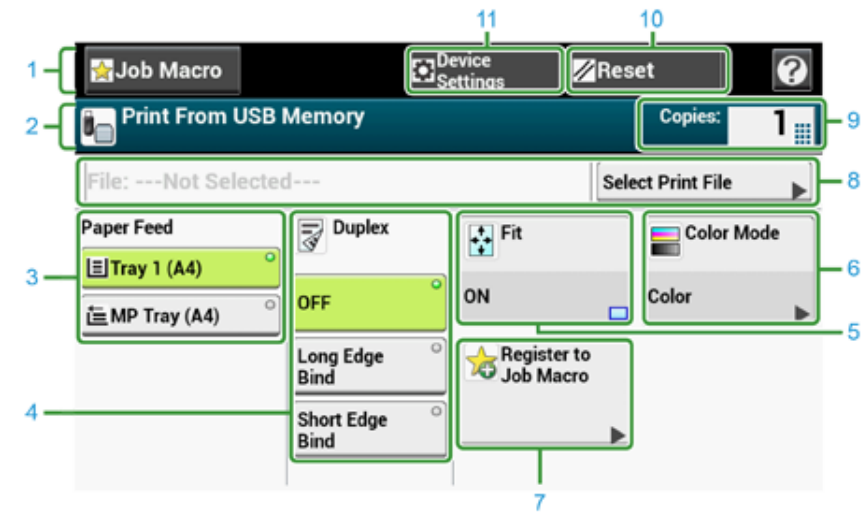 11
10
1
Job Macro
Device
Settings
Reset
?
2
Print From USB Memory
Copies:
1
9
File: ---Not Selected---
Select Print File
8
Paper Feed
Duplex
Fit
Color Mode
3
Tray 1 (A4)
OFF
ON
Color
6
MP Tray (A4)
5
Long Edge
Bind
Register to
Job Macro
4
Short Edge
Bind
7